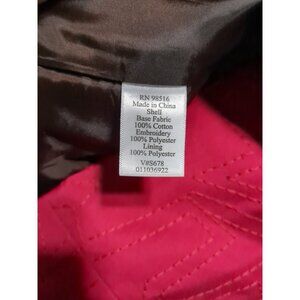 RN 98516
Made in China
Shell
Base Fabric
100% Cotton
Embroidery
100% Polyester
Lining
100% Polyester
V#S678
011036922